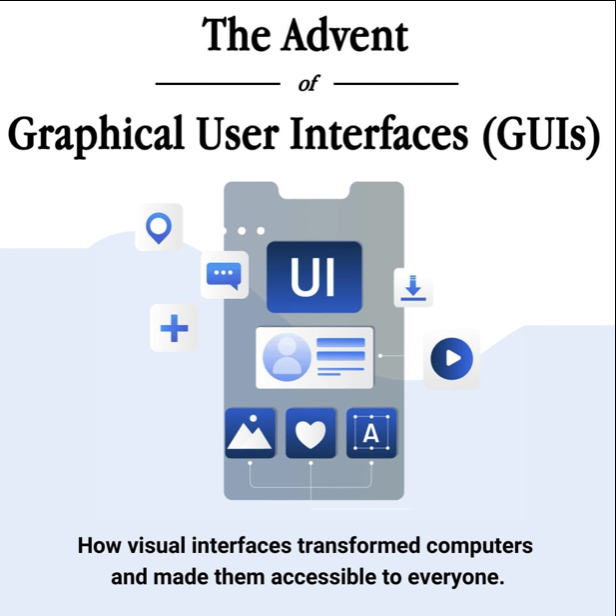 The Advent
of
Graphical User Interfaces (GUIs)
UI
A
How visual interfaces transformed computers
and made them accessible to everyone.